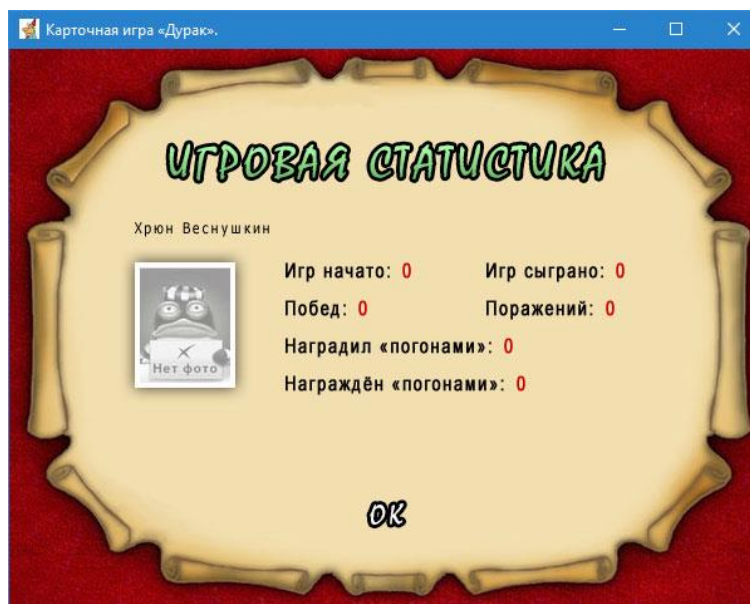 Карточная игра «Дурак».
ИГРОВАЯ СТАТИСТИКА
Хрюн Веснушкин
Игр начато: 0 Игр сыграно: 0
Побед: 0 Поражений: 0
Наградил «погонами»: 0
Награждён «погонами»: 0
Нет фото
ОК